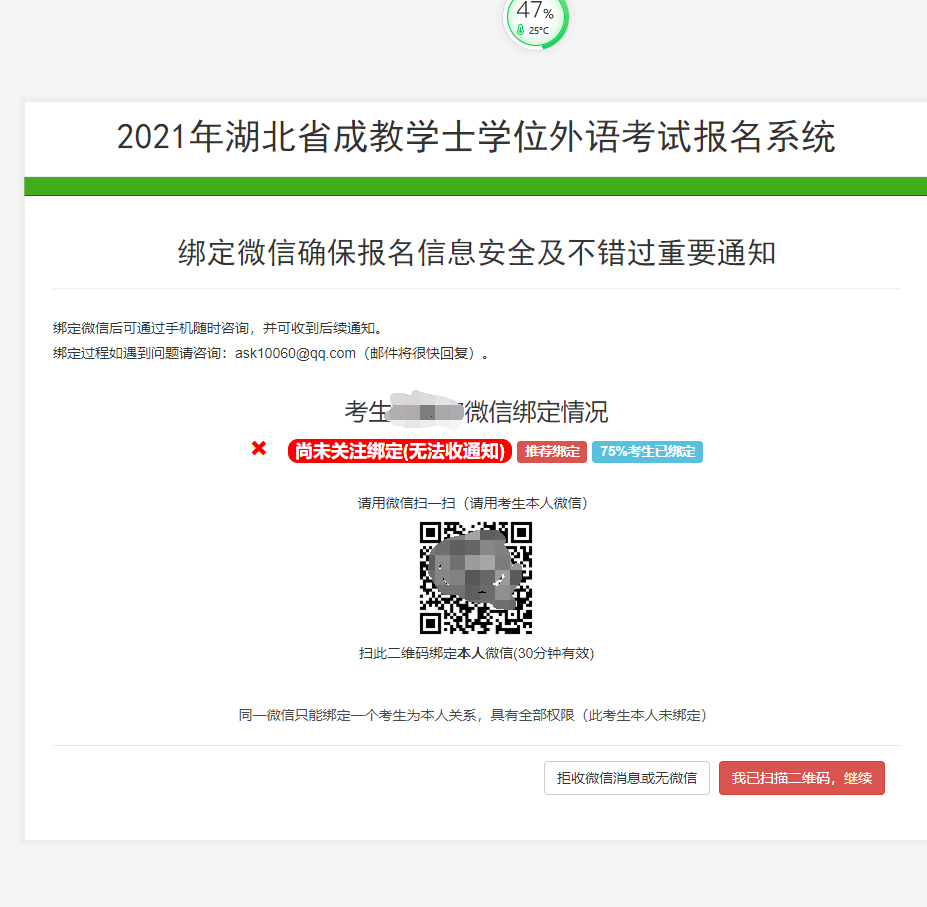 47%
25°C
2021年湖北省成教学士学位外语考试报名系统
绑定微信确保报名信息安全及不错过重要通知
绑定微信后可通过手机随时咨询，并可收到后续通知。
绑定过程如遇到问题请咨询：ask10060@qq.com（邮件将很快回复）。
考生 微信绑定情况
尚未关注绑定(无法收通知) 推荐绑定 75%考生已绑定
请用微信扫一扫（请用考生本人微信）
扫此二维码绑定本人微信(30分钟有效)
同一微信只能绑定一个考生为本人关系，具有全部权限（此考生本人未绑定）
拒收微信消息或无微信 我已扫描二维码，继续